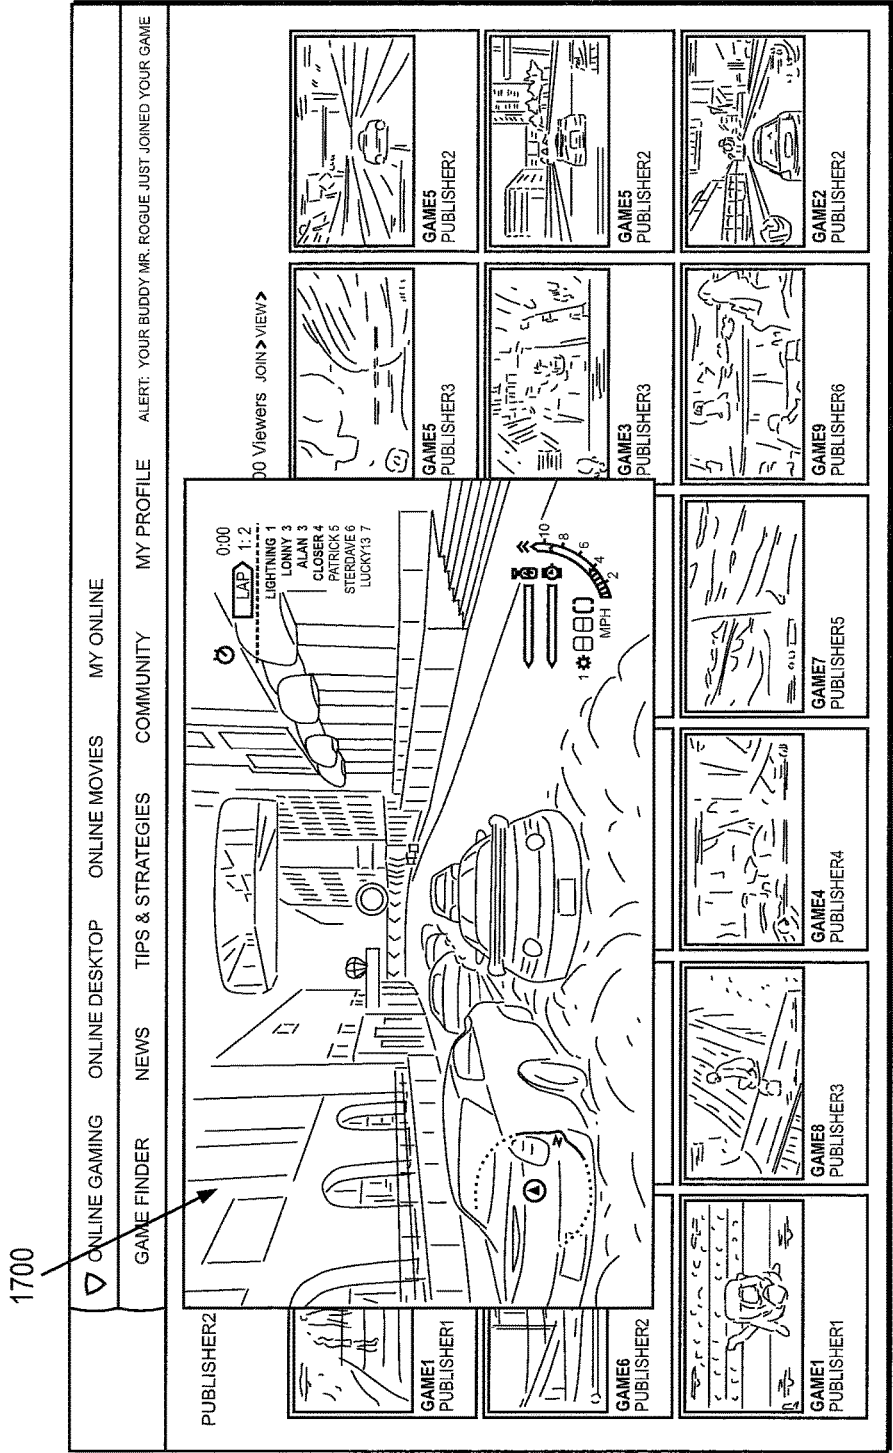 1700
ONLINE GAMING ONLINE DESKTOP ONLINE MOVIES MY ONLINE
GAME FINDER NEWS TIPS & STRATEGIES COMMUNITY MY PROFILE ALERT: YOUR BUDDY MR. ROGUE JUST JOINED YOUR GAME
PUBLISHER2
00 Viewers JOIN> VIEW>
LAP 0:00
1: 2
LIGHTNING 1
LONNY 3
ALAN 3
CLOSER 4
PATRICK 5
STERDAVE 6
LUCKY13 7
10
8
6
4
2
1
MPH
N
GAME1
PUBLISHER1
GAME5
PUBLISHER3
GAME5
PUBLISHER2
GAME6
PUBLISHER2
GAME3
PUBLISHER3
GAME5
PUBLISHER2
GAME1
PUBLISHER1
GAME8
PUBLISHER3
GAME4
PUBLISHER4
GAME7
PUBLISHER5
GAME9
PUBLISHER6
GAME2
PUBLISHER2